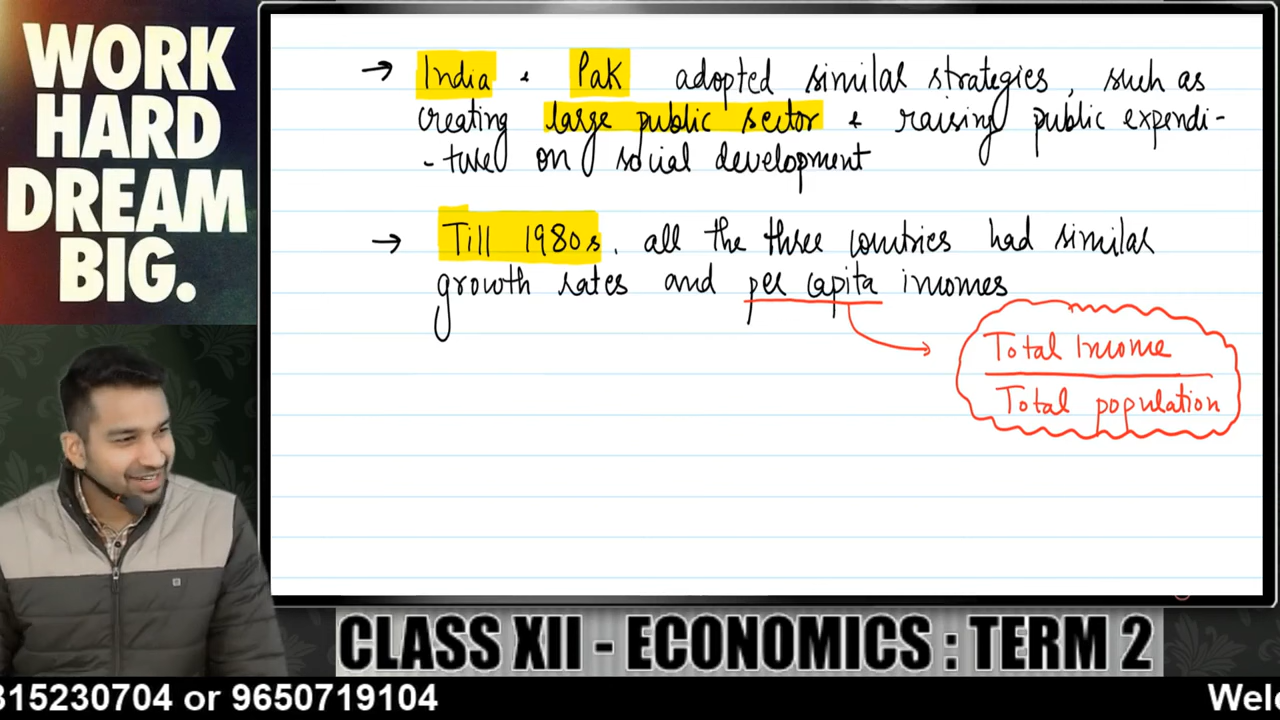 WORK
HARD
DREAM
BIG.
→ India & Pak adopted similar strategies, such as
creating large public sector & raising public expendi-
-ture on social development
→ Till 1980s, all the three countries had similar
growth rates and per capita incomes
Total Income
Total population
CLASS XII - ECONOMICS : TERM 2
315230704 or 9650719104
Wel